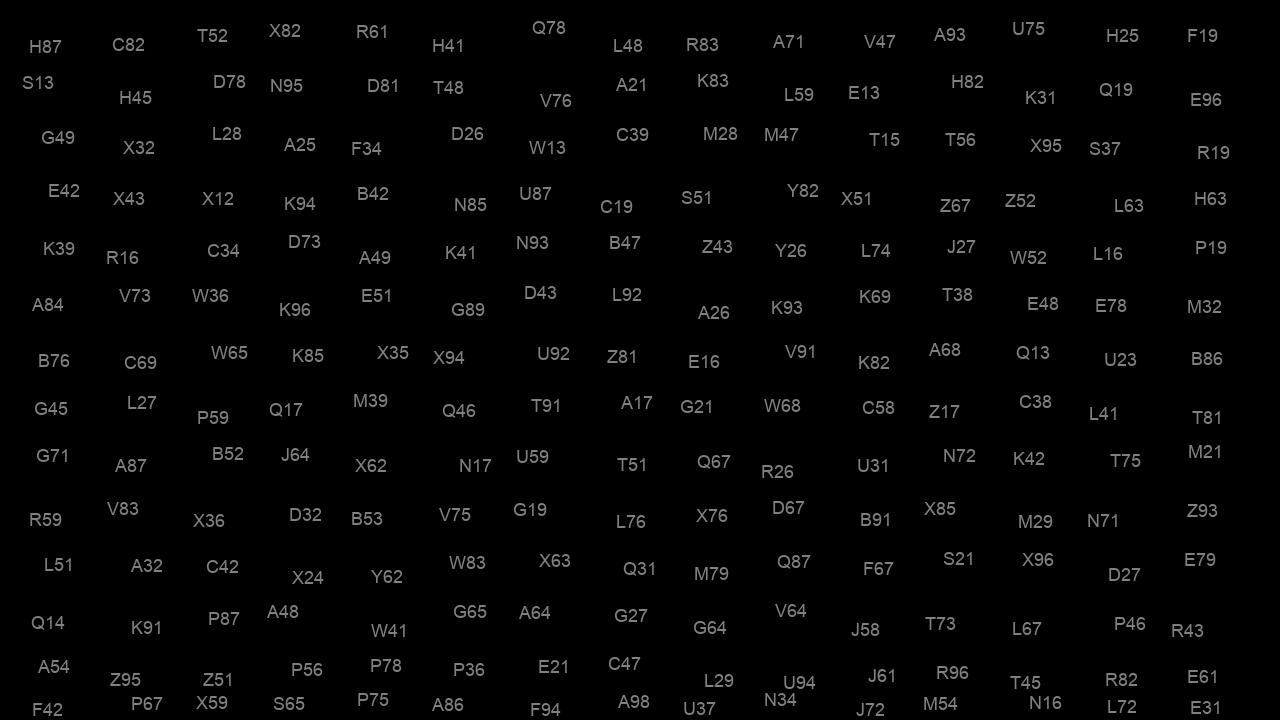 H87 C82 T52 X82 R61 H41 Q78 L48 R83 A71 V47 A93 U75 H25 F19
S13 H45 D78 N95 D81 T48 V76 A21 K83 L59 E13 H82 K31 Q19 E96
G49 X32 L28 A25 F34 D26 W13 C39 M28 M47 T15 T56 X95 S37 R19
E42 X43 X12 K94 B42 N85 U87 C19 S51 Y82 X51 Z67 Z52 L63 H63
K39 R16 C34 D73 A49 K41 N93 B47 Z43 Y26 L74 J27 W52 L16 P19
A84 V73 W36 K96 E51 G89 D43 L92 A26 K93 K69 T38 E48 E78 M32
B76 C69 W65 K85 X35 X94 U92 Z81 E16 V91 K82 A68 Q13 U23 B86
G45 L27 P59 Q17 M39 Q46 T91 A17 G21 W68 C58 Z17 C38 L41 T81
G71 A87 B52 J64 X62 N17 U59 T51 Q67 R26 U31 N72 K42 T75 M21
R59 V83 X36 D32 B53 V75 G19 L76 X76 D67 B91 X85 M29 N71 Z93
L51 A32 C42 X24 Y62 W83 X63 Q31 M79 Q87 F67 S21 X96 D27 E79
Q14 K91 P87 A48 W41 G65 A64 G27 G64 V64 J58 T73 L67 P46 R43
A54 Z95 Z51 P56 P78 P36 E21 C47 L29 U94 J61 R96 T45 R82 E61
F42 P67 X59 S65 P75 A86 F94 A98 U37 N34 J72 M54 N16 L72 E31